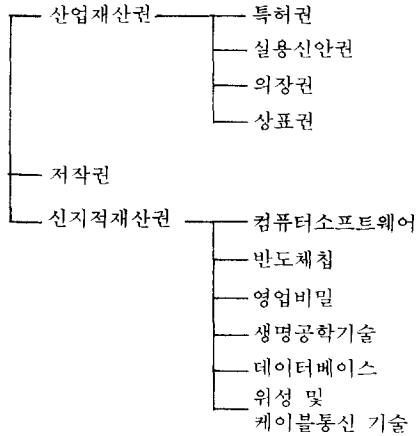 산업재산권
특허권
실용신안권
의장권
상표권
저작권
신지적재산권
컴퓨터소프트웨어
반도체칩
영업비밀
생명공학기술
데이터베이스
위성 및
케이블통신 기술